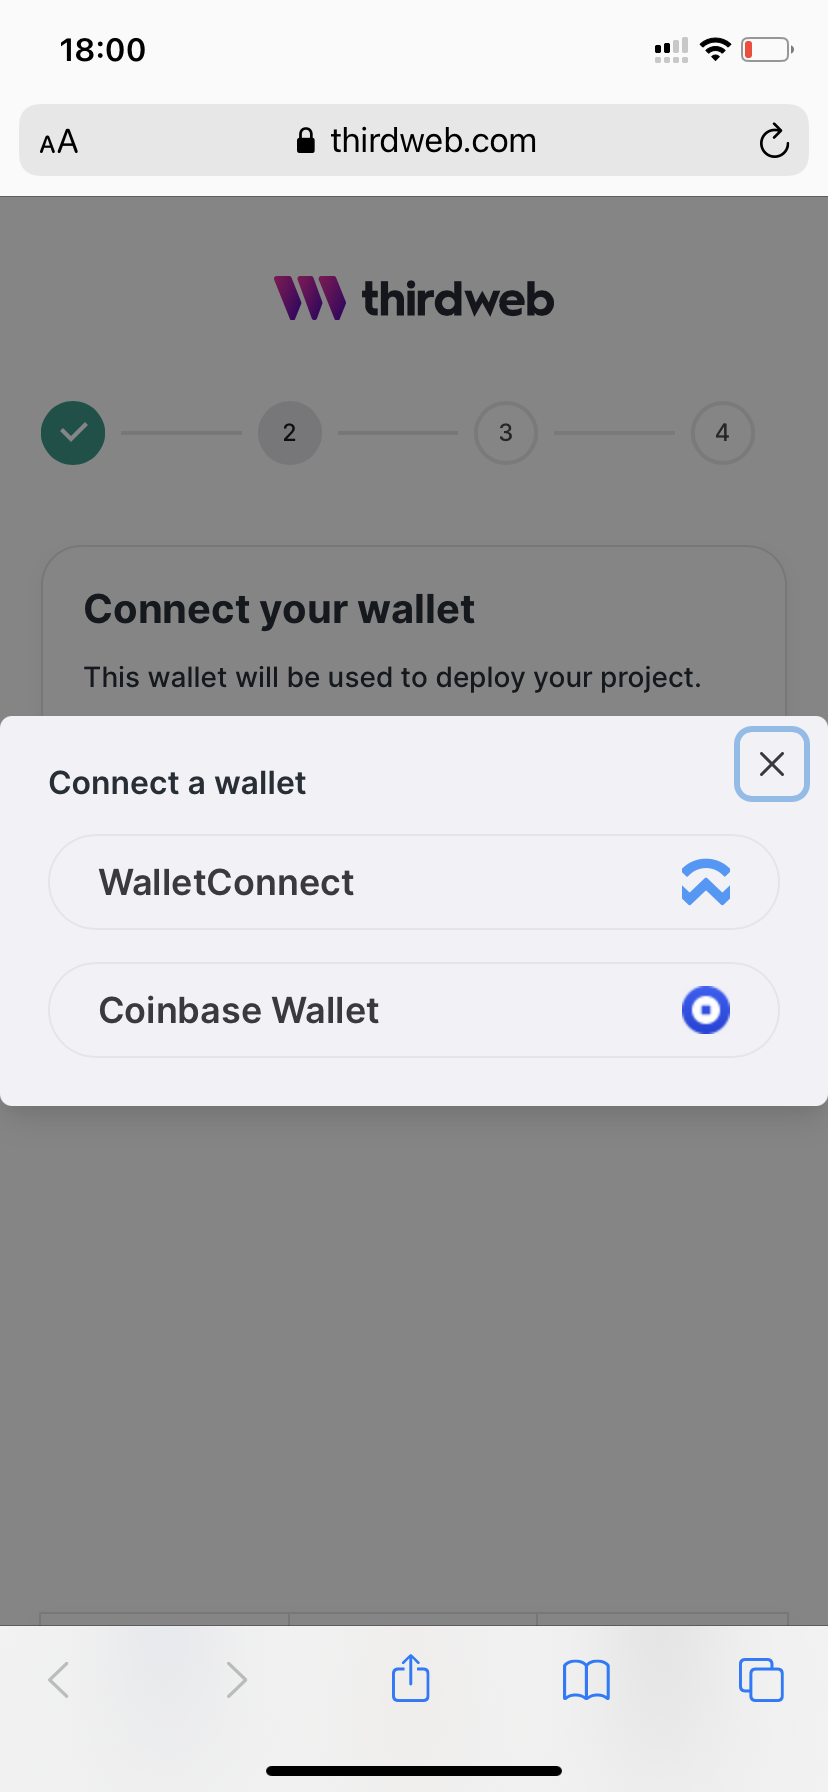 18:00
AA
thirdweb.com
thirdweb
2
3
4
Connect your wallet
This wallet will be used to deploy your project.
Connect a wallet
WalletConnect
Coinbase Wallet